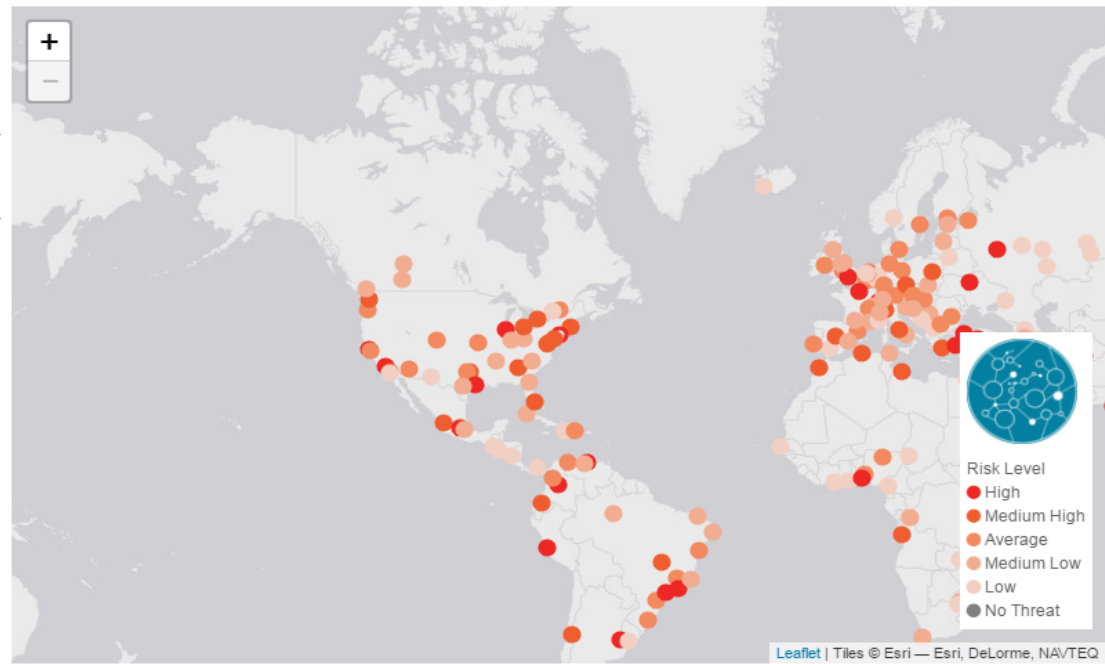 +
−
Risk Level
High
Medium High
Average
Medium Low
Low
No Threat
Leaflet | Tiles © Esri — Esri, DeLorme, NAVTEQ